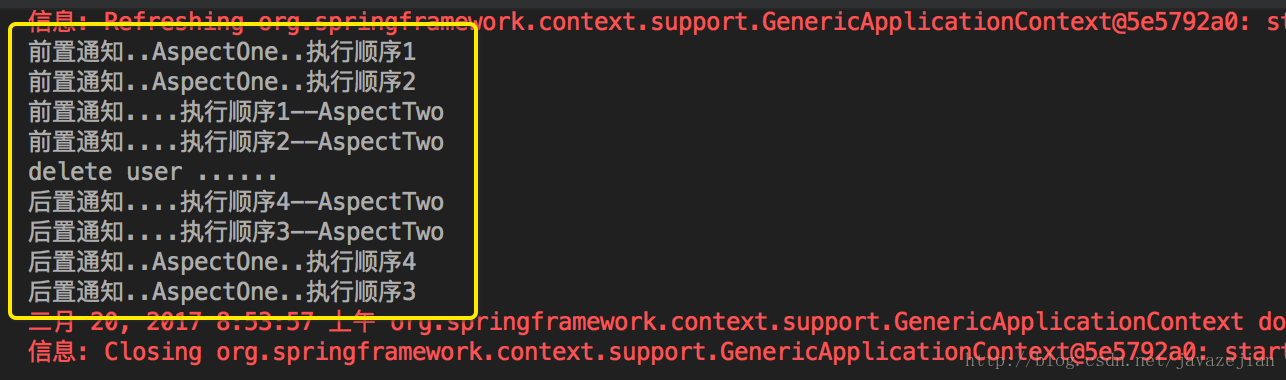 信息: Refreshing org.springframework.context.support.GenericApplicationContext@5e5792a0: st
前置通知..AspectOne..执行顺序1
前置通知..AspectOne..执行顺序2
前置通知....执行顺序1--AspectTwo
前置通知....执行顺序2--AspectTwo
delete user ......
后置通知....执行顺序4--AspectTwo
后置通知....执行顺序3--AspectTwo
后置通知..AspectOne..执行顺序4
后置通知..AspectOne..执行顺序3
二月 20, 2017 8:53:57 上午 org.springframework.context.support.GenericApplicationContext do
信息: Closing org.springframework.context.support.GenericApplicationContext@5e5792a0: start
http://blog.csdn.net/javazejian